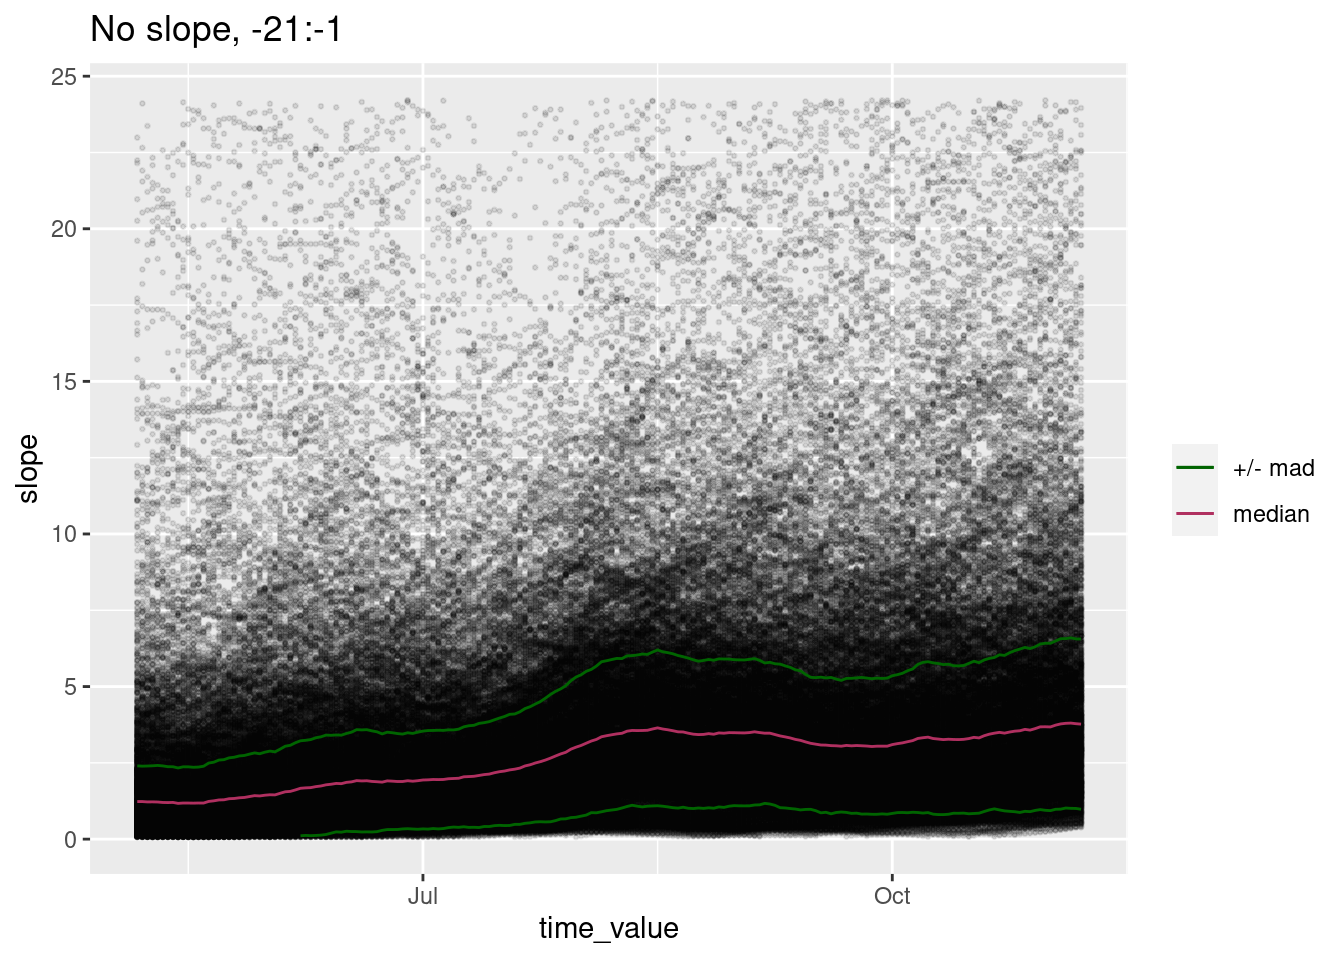 No slope, -21:-1
25
20
15
10
5
0
slope
Jul
Oct
time_value
+/- mad
median